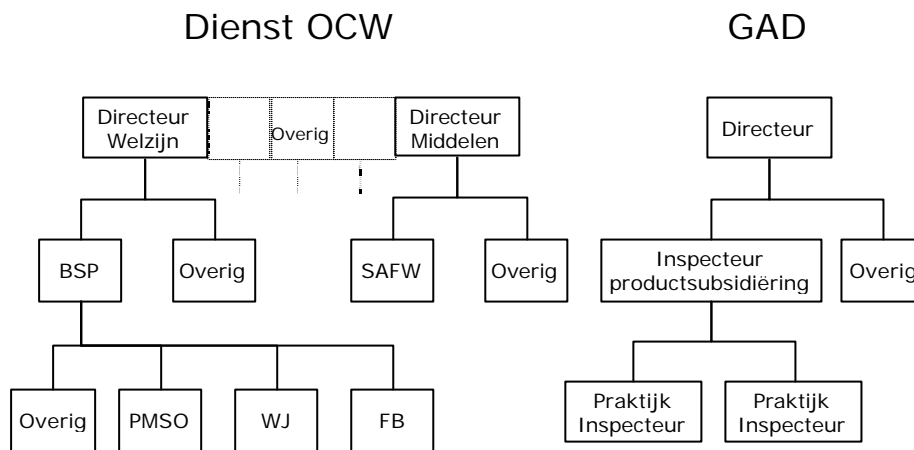 Dienst OCW
GAD
Directeur
Welzijn
Overig
Directeur
Middelen
Directeur
BSP
Overig
SAFW
Overig
Inspecteur
productsubsidiëring
Overig
Overig
PMSO
WJ
FB
Praktijk
Inspecteur
Praktijk
Inspecteur